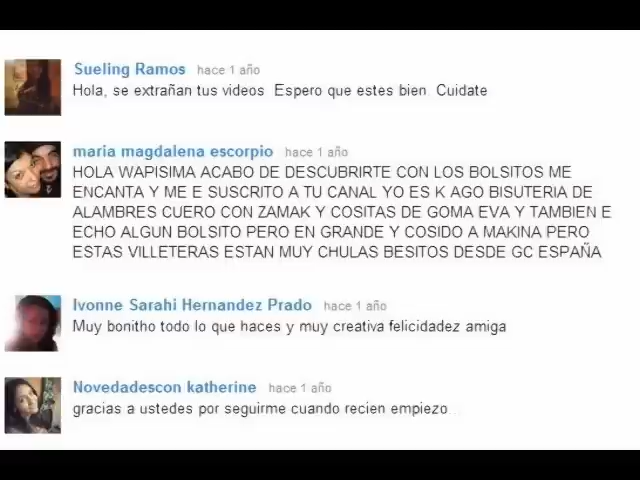 Sueling Ramos hace 1 año
Hola, se extrañan tus videos Espero que estes bien Cuidate
maria magdalena escorpio hace 1 año
HOLA WAPISIMA ACABO DE DESCUBRIRTE CON LOS BOLSITOS ME
ENCANTA Y ME E SUSCRITO A TU CANAL YO ES K AGO BISUTERIA DE
ALAMBRES CUERO CON ZAMAK Y COSITAS DE GOMA EVA Y TAMBIEN E
ECHO ALGUN BOLSITO PERO EN GRANDE Y COSIDO A MAKINA PERO
ESTAS VILLETERAS ESTAN MUY CHULAS BESITOS DESDE GC ESPAÑA
Ivonne Sarahi Hernandez Prado hace 1 año
Muy bonitho todo lo que haces y muy creativa felicidadez amiga
Novedadescon katherine hace 1 año
gracias a ustedes por seguirme cuando recien empiezo...